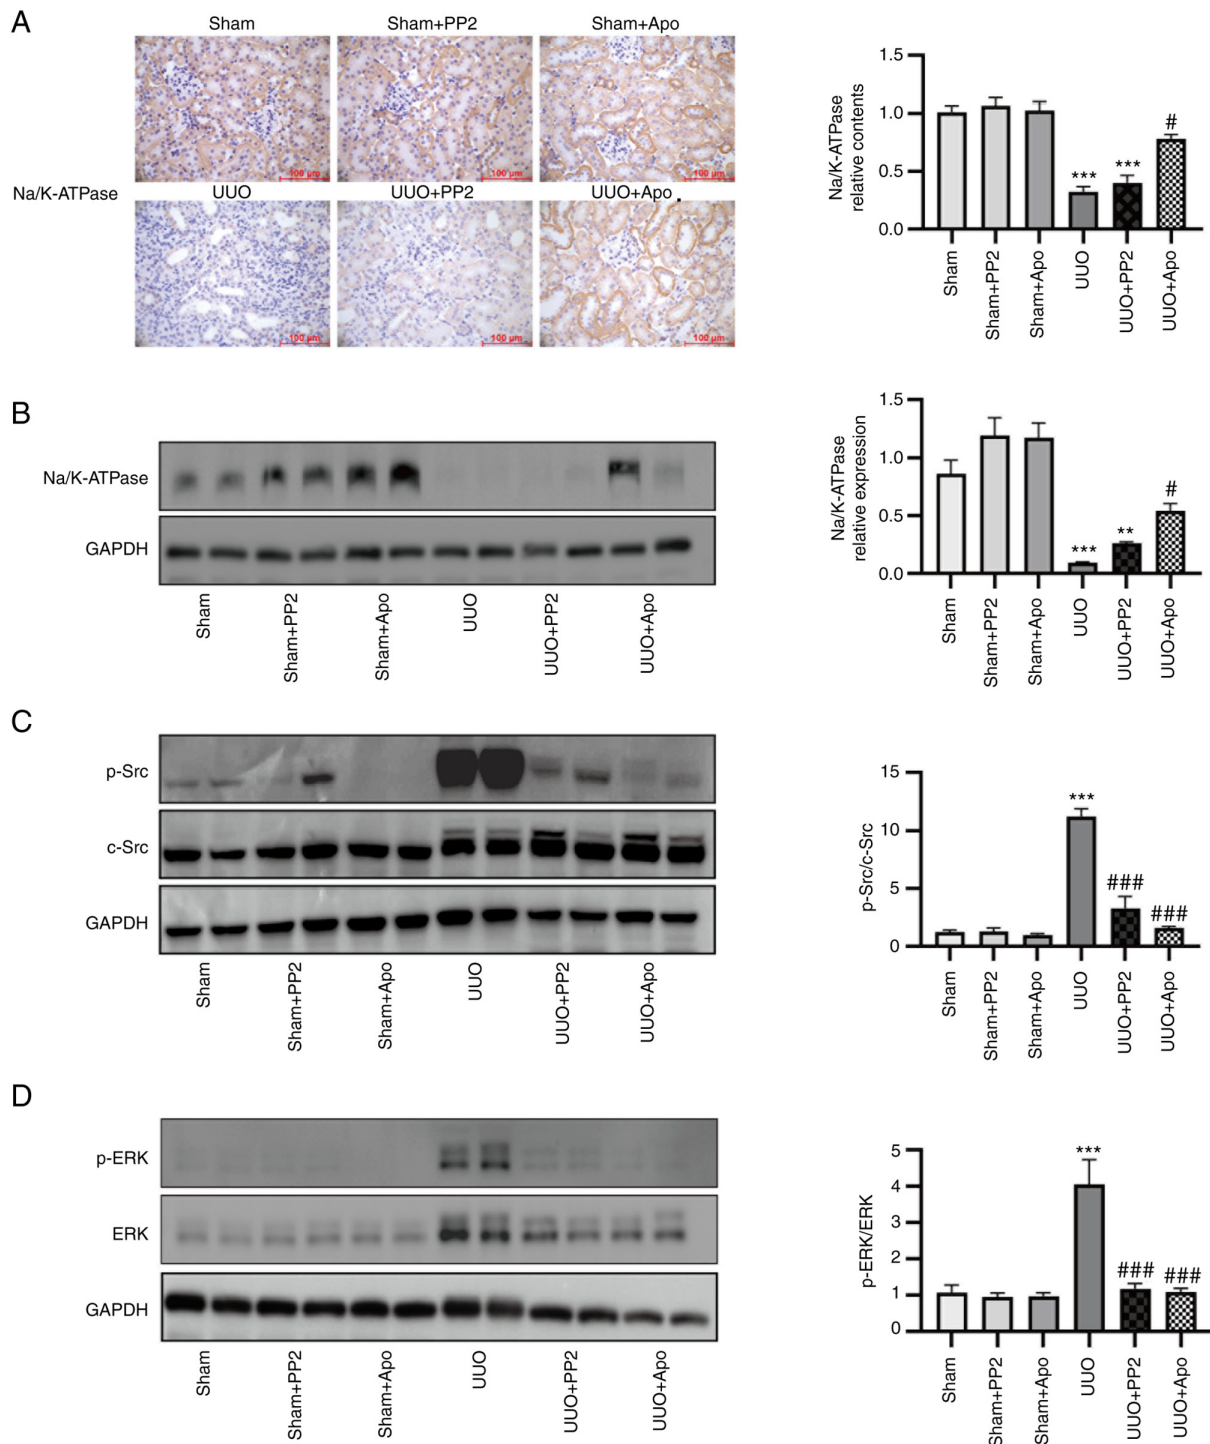 A
Sham
Sham+PP2
Sham+Apo
Na/K-ATPase
100 µm
100 µm
100 µm
UUO
UUO+PP2
UUO+Apo
100 µm
100 µm
100 µm
Na/K-ATPase
relative contents
1.5
1.0
0.5
0.0
***
***
#
Sham
Sham+PP2
Sham+Apo
UUO
UUO+PP2
UUO+Apo
B
Na/K-ATPase
GAPDH
Sham
Sham+PP2
Sham+Apo
UUO
UUO+PP2
UUO+Apo
Na/K-ATPase
relative expression
1.5
1.0
0.5
0.0
***
**
#
Sham
Sham+PP2
Sham+Apo
UUO
UUO+PP2
UUO+Apo
C
p-Src
c-Src
GAPDH
Sham
Sham+PP2
Sham+Apo
UUO
UUO+PP2
UUO+Apo
p-Src/c-Src
15
10
5
0
***
###
###
Sham
Sham+PP2
Sham+Apo
UUO
UUO+PP2
UUO+Apo
D
p-ERK
ERK
GAPDH
Sham
Sham+PP2
Sham+Apo
UUO
UUO+PP2
UUO+Apo
p-ERK/ERK
5
4
3
2
1
0
***
###
###
Sham
Sham+PP2
Sham+Apo
UUO
UUO+PP2
UUO+Apo